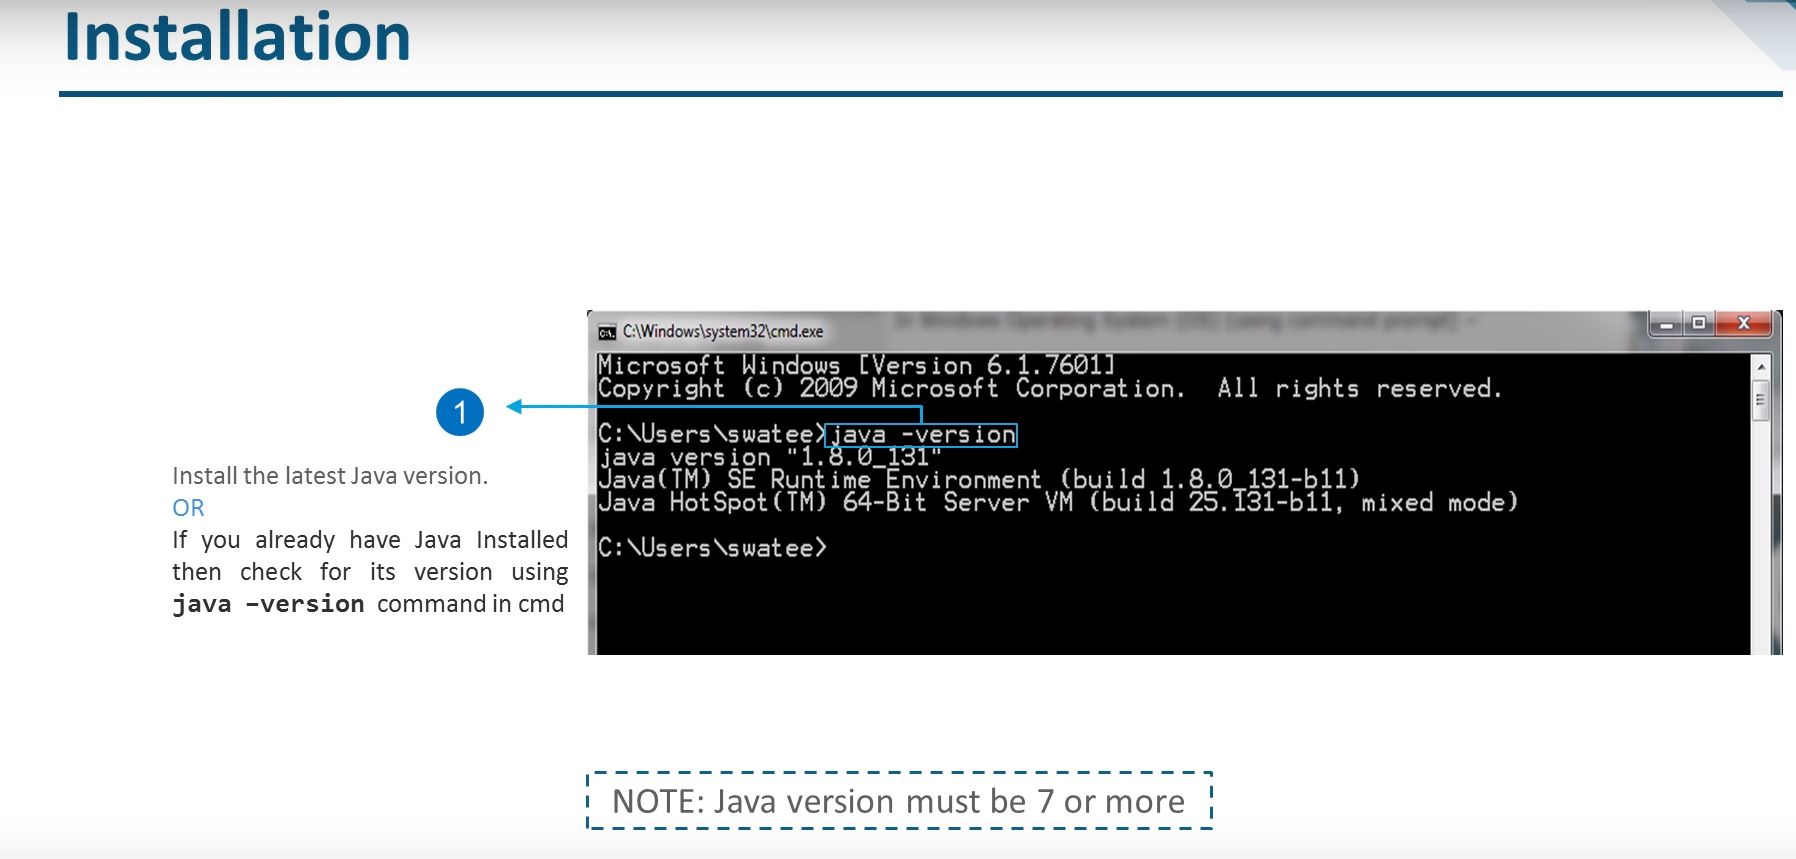 Installation
C:\Windows\system32\cmd.exe
Microsoft Windows [Version 6.1.7601]
Copyright (c) 2009 Microsoft Corporation.  All rights reserved.
C:\Users\swatee>java -version
java version "1.8.0_131"
Java(TM) SE Runtime Environment (build 1.8.0_131-b11)
Java HotSpot(TM) 64-Bit Server VM (build 25.131-b11, mixed mode)
C:\Users\swatee>
1
Install the latest Java version.
OR
If you already have Java Installed
then check for its version using
java –version command in cmd
NOTE: Java version must be 7 or more